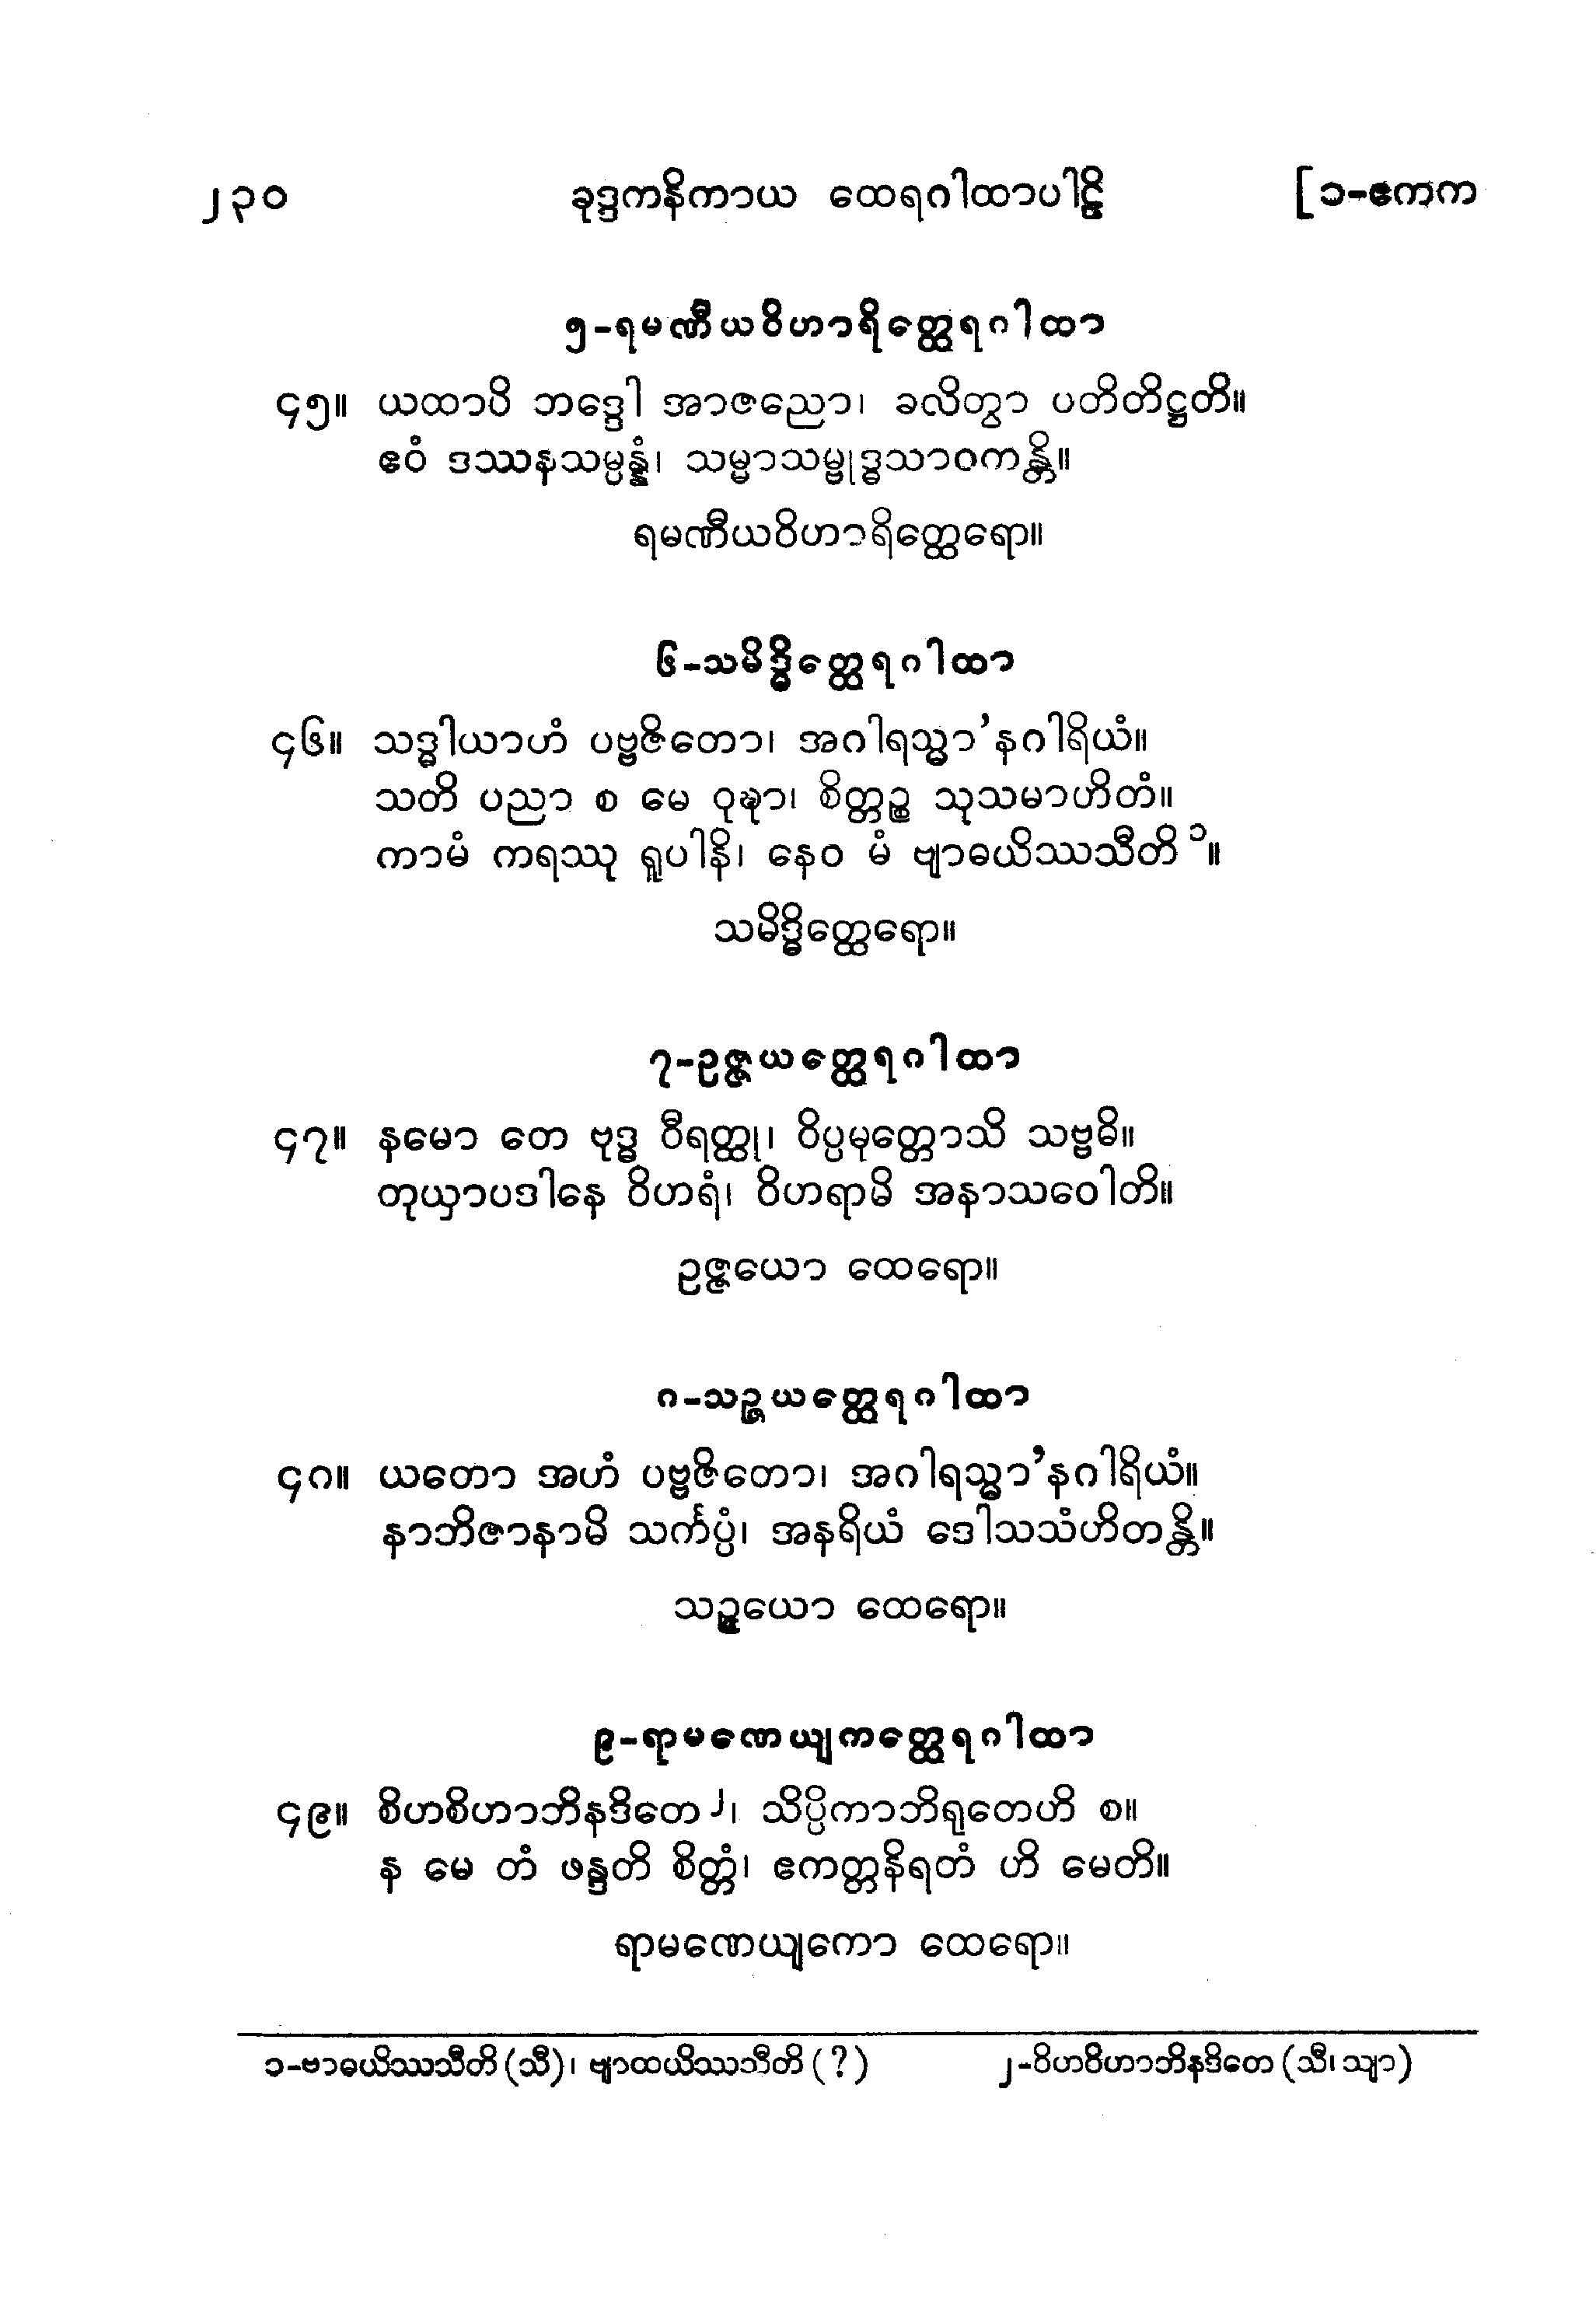 ၂၃၀ ခုဒ္ဒကနိကာယ ထေရဂါထာပါဠိ [၁-ဧကက
၅-ရမဏီယဝိဟာရိတ္ထေရဂါထာ
၄၅။ ယထာပိ ဘဒ္ဒေါ အာဇညော၊ ခလိတွာ ပတိတိဋ္ဌတိ။
ဧဝံ ဒဿနသမ္ပန္နံ၊ သမ္မာသမ္ဗုဒ္ဓသာဝကန္တိ။
ရမဏီယဝိဟာရိတ္ထေရော။
၆-သမိဒ္ဓိတ္ထေရဂါထာ
၄၆။ သဒ္ဓါယာဟံ ပဗ္ဗဇိတော၊ အဂါရသ္မာ’နဂါရိယံ။
သတိ ပညာ စ မေ ဝုဍ္ဎာ၊ စိတ္တဉ္စ သုသမာဟိတံ။
ကာမံ ကရဿု ရူပါနိ၊ နေဝ မံ ဗျာဓယိဿသီတိ ၁။
သမိဒ္ဓိတ္ထေရော။
၇-ဥဇ္ဇယတ္ထေရဂါထာ
၄၇။ နမော တေ ဗုဒ္ဓ ဝီရတ္ထု၊ ဝိပ္ပမုတ္တောသိ သဗ္ဗဓိ။
တုယှာပဒါနေ ဝိဟရံ၊ ဝိဟရာမိ အနာသဝေါတိ။
ဥဇ္ဇယော ထေရော။
၈-သဉ္ဇယတ္ထေရဂါထာ
၄၈။ ယတော အဟံ ပဗ္ဗဇိတော၊ အဂါရသ္မာ’နဂါရိယံ။
နာဘိဇာနာမိ သင်္ကပ္ပံ၊ အနရိယံ ဒေါသသံဟိတန္တိ။
သဉ္ဇယော ထေရော။
၉-ရာမဏေယျကတ္ထေရဂါထာ
၄၉။ စိဟစိဟာဘိနဒိတေ ၂၊ သိပ္ပိကာဘိရုတေဟိ စ။
န မေ တံ ဖန္ဒတိ စိတ္တံ၊ ဧကတ္တနိရတံ ဟိ မေတိ။
ရာမဏေယျကော ထေရော။
၁-ဗာဓယိဿသီတိ (သီ)၊ ဗျာထယိဿသီတိ (?) ၂-ဝိဟဝိဟာဘိနဒိတေ (သီ၊ သျာ)